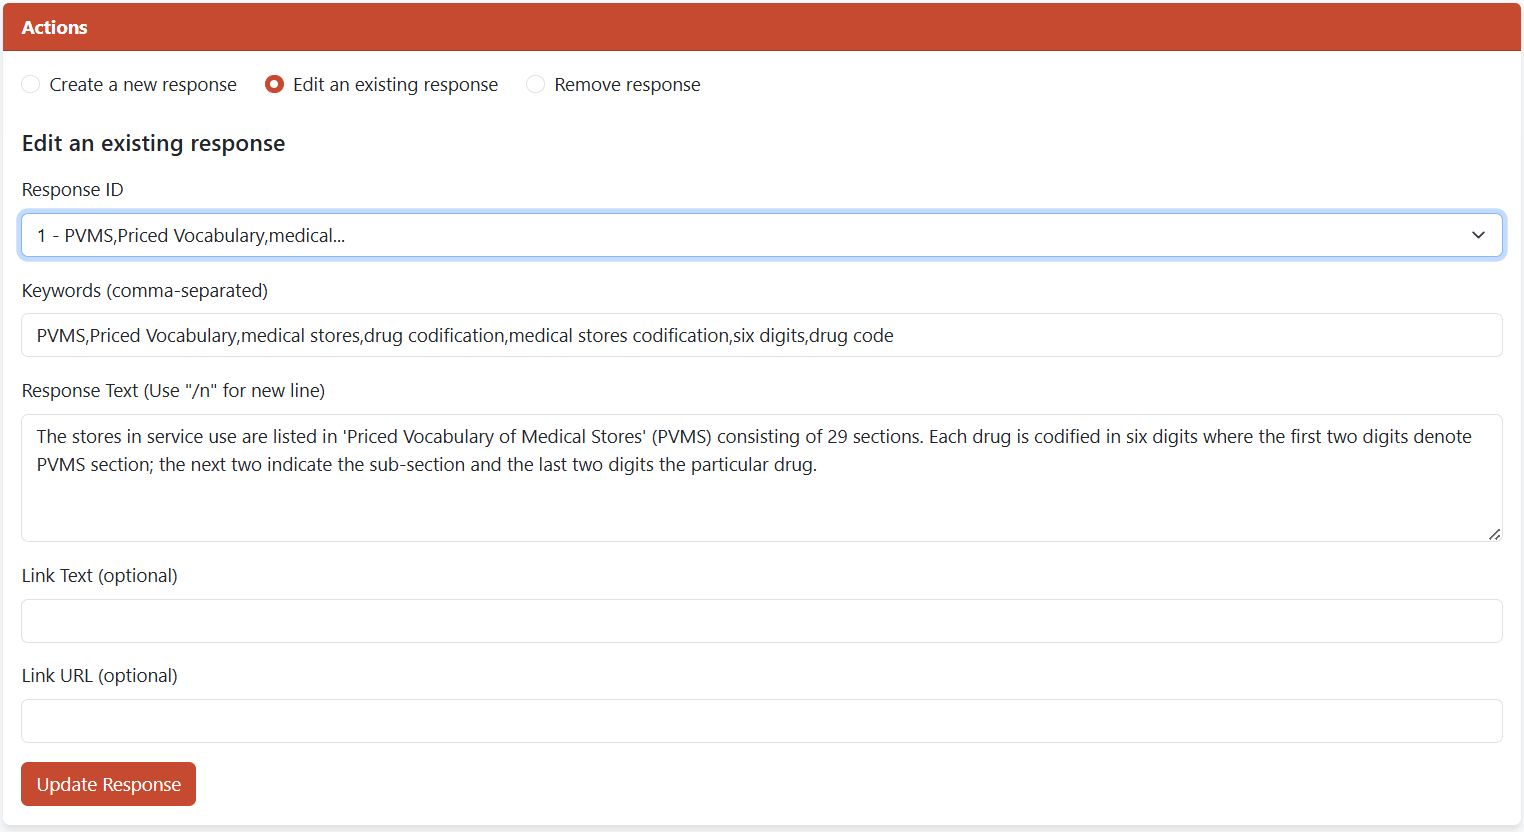 Actions
Create a new response Edit an existing response Remove response
Edit an existing response
Response ID
1 - PVMS,Priced Vocabulary,medical...
Keywords (comma-separated)
PVMS,Priced Vocabulary,medical stores,drug codification,medical stores codification,six digits,drug code
Response Text (Use "/n" for new line)
The stores in service use are listed in 'Priced Vocabulary of Medical Stores' (PVMS) consisting of 29 sections. Each drug is codified in six digits where the first two digits denote
PVMS section; the next two indicate the sub-section and the last two digits the particular drug.
Link Text (optional)
Link URL (optional)
Update Response